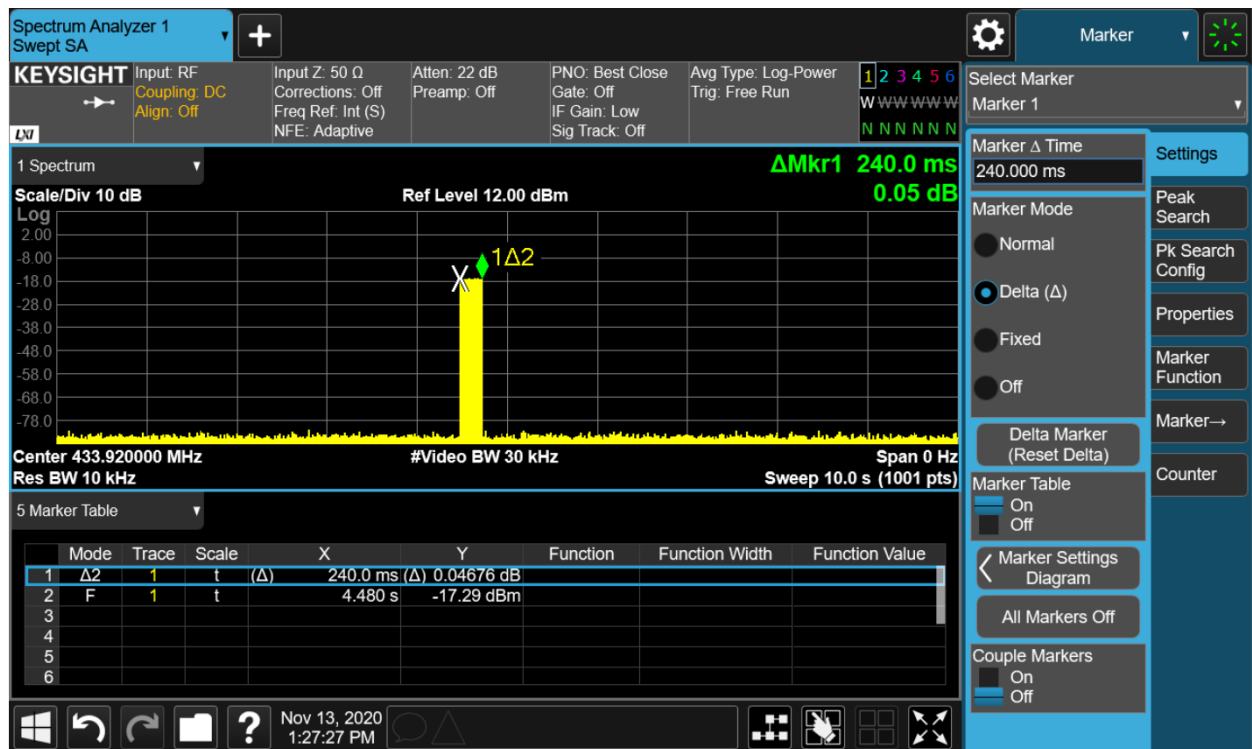 Spectrum Analyzer 1
Swept SA
+
Marker
KEYSIGHT
LXI
Input: RF
Coupling: DC
Align: Off
Input Z: 50 Ω
Corrections: Off
Freq Ref: Int (S)
NFE: Adaptive
Atten: 22 dB
Preamp: Off
PNO: Best Close
Gate: Off
IF Gain: Low
Sig Track: Off
Avg Type: Log-Power
Trig: Free Run
1 2 3 4 5 6
W W W W W W
N N N N N N
1 Spectrum
ΔMkr1 240.0 ms
0.05 dB
Scale/Div 10 dB
Ref Level 12.00 dBm
Log
2.00
-8.00
-18.0
-28.0
-38.0
-48.0
-58.0
-68.0
-78.0
X
1Δ2
Center 433.920000 MHz
#Video BW 30 kHz
Span 0 Hz
Res BW 10 kHz
Sweep 10.0 s (1001 pts)
5 Marker Table
Mode Trace Scale X Y Function Function Width Function Value
1 Δ2 1 t (Δ) 240.0 ms (Δ) 0.04676 dB
2 F 1 t 4.480 s -17.29 dBm
3
4
5
6
?
Nov 13, 2020
1:27:27 PM
Select Marker
Marker 1
Marker Δ Time
240.000 ms
Marker Mode
Normal
Delta (Δ)
Fixed
Off
Delta Marker
(Reset Delta)
Marker Table
On
Off
Marker Settings
Diagram
All Markers Off
Couple Markers
On
Off
Settings
Peak
Search
Pk Search
Config
Properties
Marker
Function
Marker→
Counter